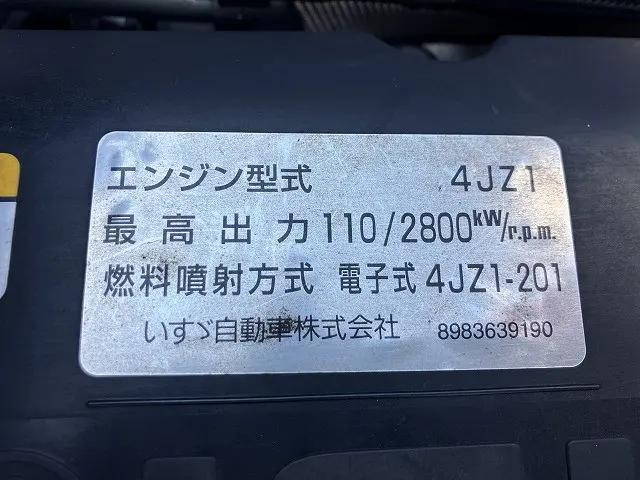 エンジン型式 4JZ1
最高出力 110/2800kW/r.p.m.
燃料噴射方式 電子式 4JZ1-201
いすゞ自動車株式会社 8983639190